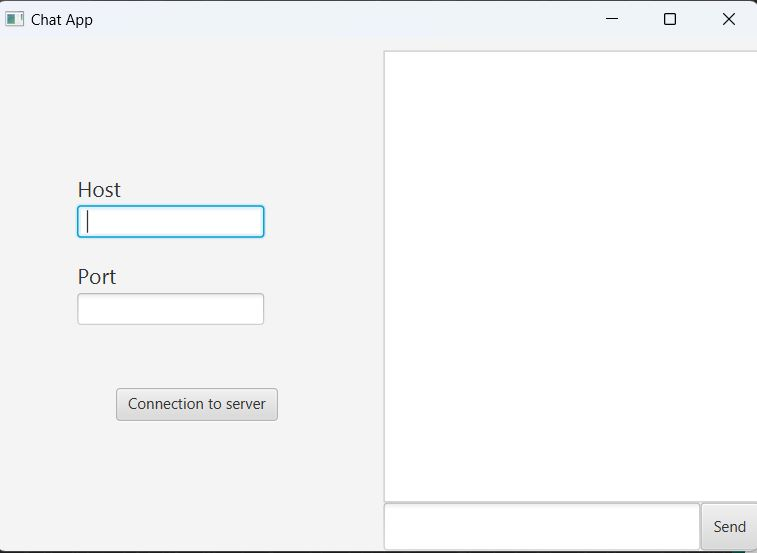 Chat App
Host
Port
Connection to server
Send